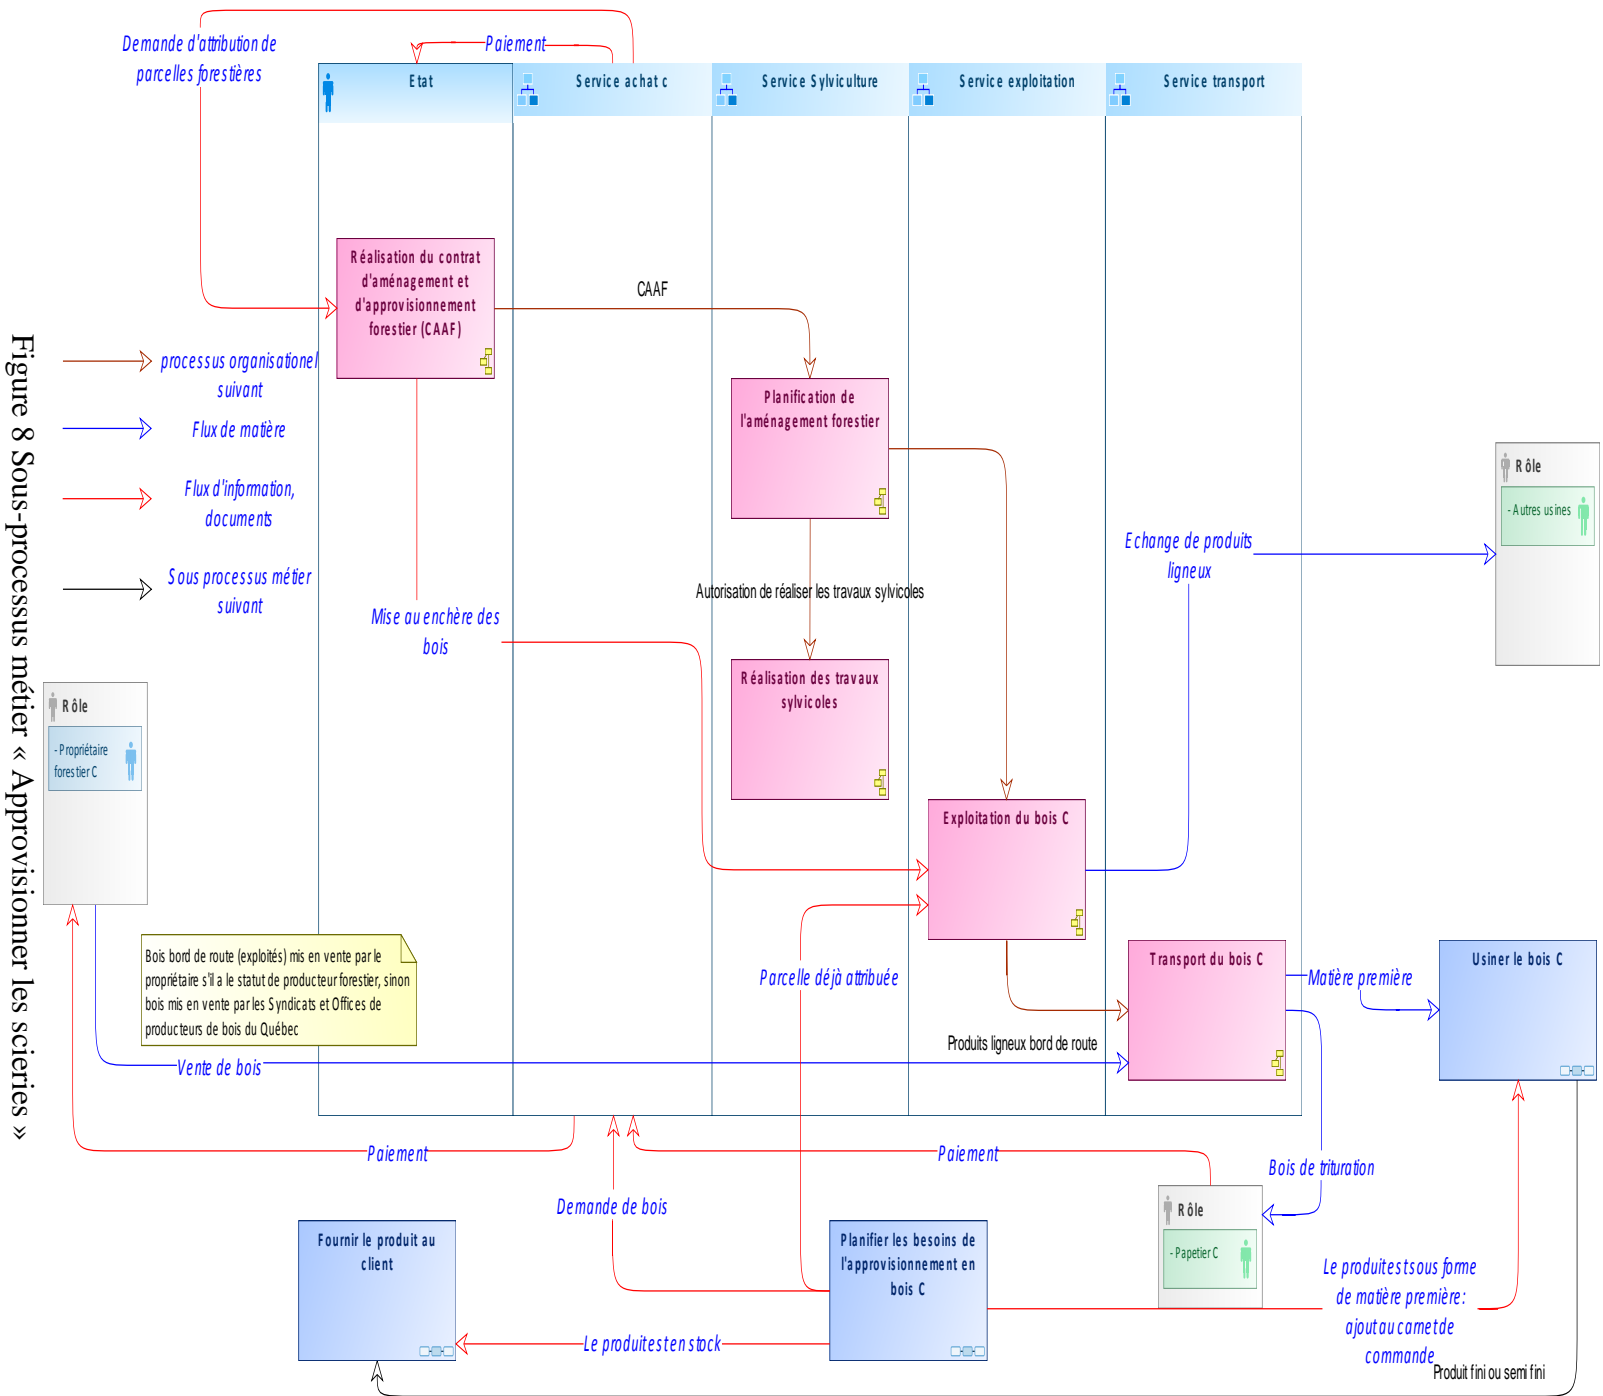 Demande d'attribution de
parcelles forestières
Paiement
Etat
Service achat c
Service Sylviculture
Service exploitation
Service transport
Réalisation du contrat
d'aménagement et
d'approvisionnement
forestier (CAAF)
CAAF
processus organisationel
suivant
Flux de matière
Flux d'information,
documents
Sous processus métier
suivant
Planification de
l'aménagement forestier
Rôle
- Autres usines
Echange de produits
ligneux
Autorisation de réaliser les travaux sylvicoles
Mise au enchère des
bois
Réalisation des travaux
sylvicoles
Rôle
- Propriétaire
forestier C
Exploitation du bois C
Bois bord de route (exploités) mis en vente par le
propriétaire s'il a le statut de producteur forestier, sinon
bois mis en vente par les Syndicats et Offices de
producteurs de bois du Québec
Parcelle déjà attribuée
Transport du bois C
Matière première
Usiner le bois C
Produits ligneux bord de route
Vente de bois
Paiement
Paiement
Bois de trituration
Demande de bois
Rôle
- Papetier C
Fournir le produit au
client
Planifier les besoins de
l'approvisionnement en
bois C
Le produit est sous forme
de matière première:
ajout au carnet de
commande
Le produit est en stock
Produit fini ou semi fini
Figure 8 Sous-processus métier « Approvisionner les scieries »